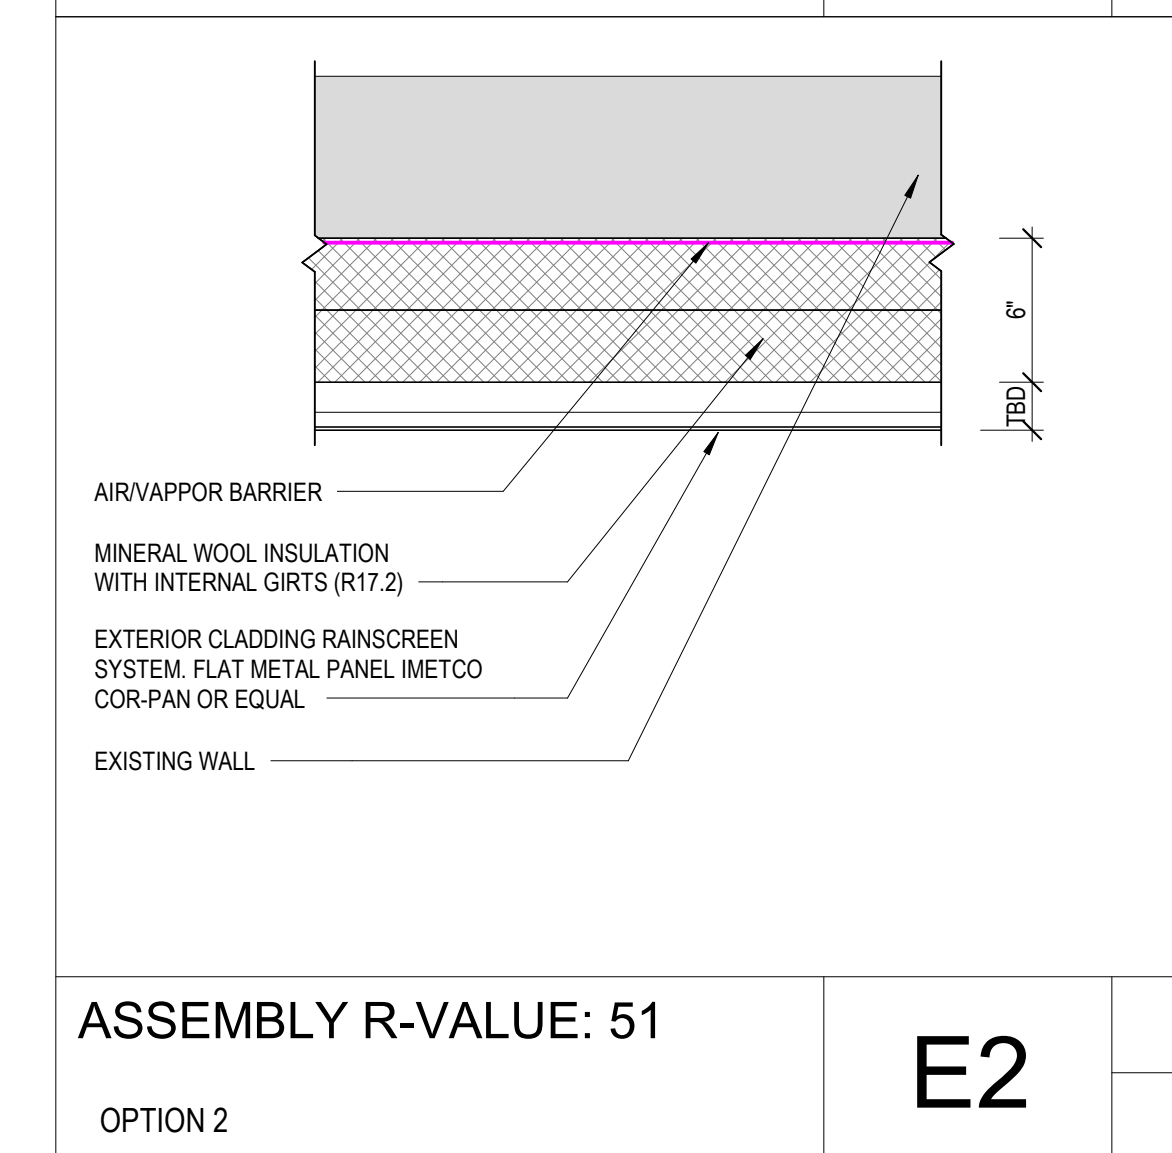 6"
TBD
AIR/VAPPOR BARRIER
MINERAL WOOL INSULATION
WITH INTERNAL GIRTS (R17.2)
EXTERIOR CLADDING RAINSCREEN
SYSTEM. FLAT METAL PANEL IMETCO
COR-PAN OR EQUAL
EXISTING WALL
ASSEMBLY R-VALUE: 51
E2
OPTION 2